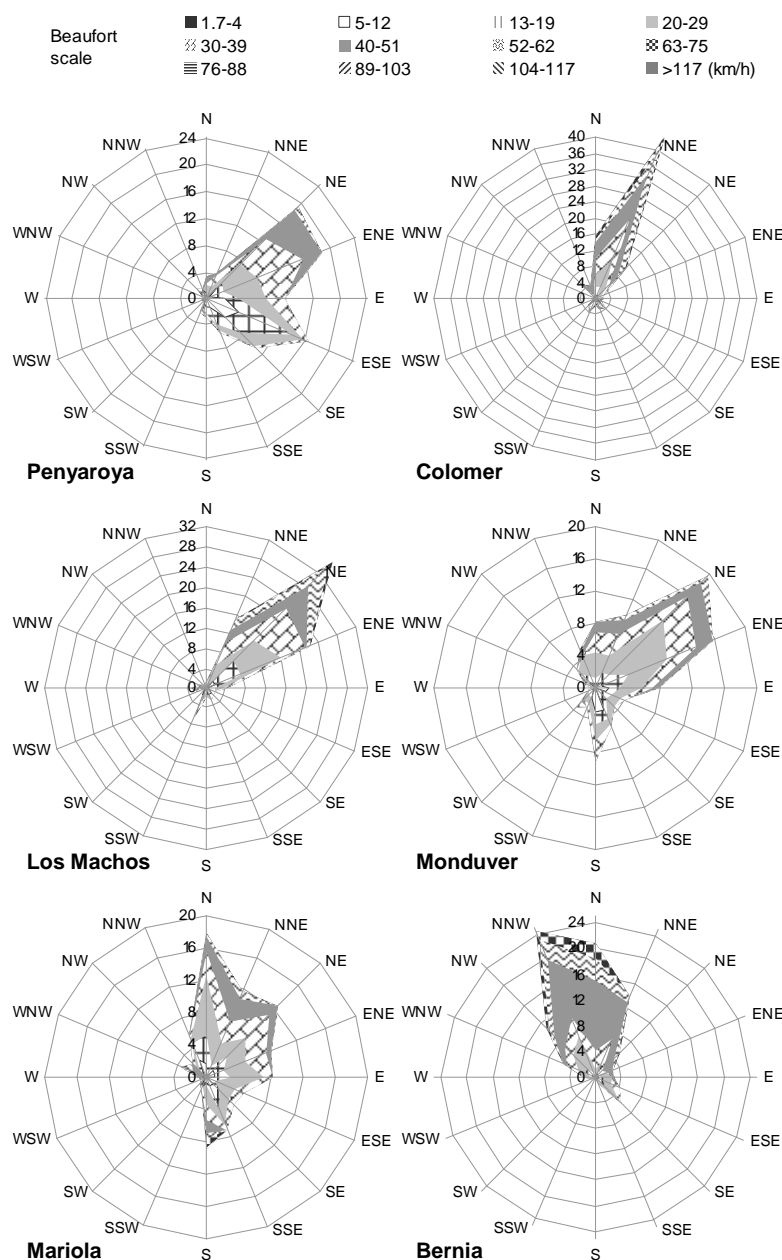 Beaufort
scale
1.7-4 5-12 13-19 20-29
30-39 40-51 52-62 63-75
76-88 89-103 104-117 >117 (km/h)
N
NNW 24 NNE
20
NW 16 NE
12
WNW 8 ENE
4
W 0 E
WSW ESE
SW SE
SSW SSE
S
Penyaroya
N
40
NNW 36 NNE
32
28
NW 24 NE
20
16
WNW 12 ENE
8
4
W 0 E
WSW ESE
SW SE
SSW SSE
S
Colomer
N
32
NNW 28 NNE
24
NW 20 NE
16
12
WNW 8 ENE
4
W 0 E
WSW ESE
SW SE
SSW SSE
S
Los Machos
N
20
NNW NNE
16
NW NE
12
WNW 8 ENE
4
W 0 E
WSW ESE
SW SE
SSW SSE
S
Monduver
N
20
NNW NNE
16
NW NE
12
WNW 8 ENE
4
W 0 E
WSW ESE
SW SE
SSW SSE
S
Mariola
N
NNW 24 NNE
20
NW 16 NE
12
WNW 8 ENE
4
W 0 E
WSW ESE
SW SE
SSW SSE
S
Bernia